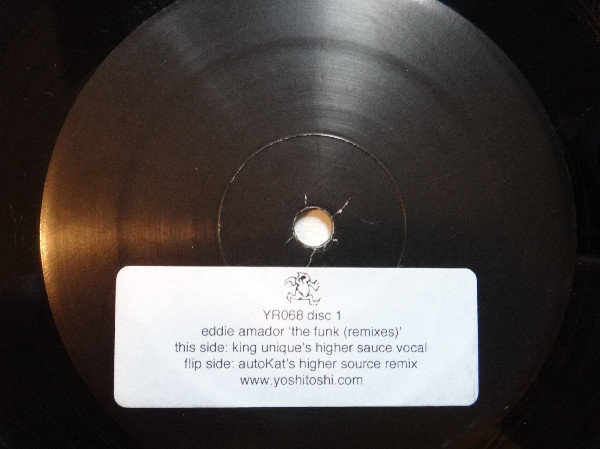 YR068 disc 1
eddie amador 'the funk (remixes)'
this side: king unique's higher sauce vocal
flip side: autoKat's higher source remix
www.yoshitoshi.com